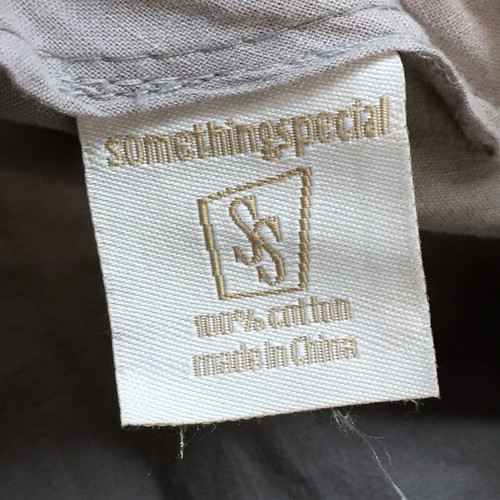 somethingspecial
SS
100% cotton
made in China